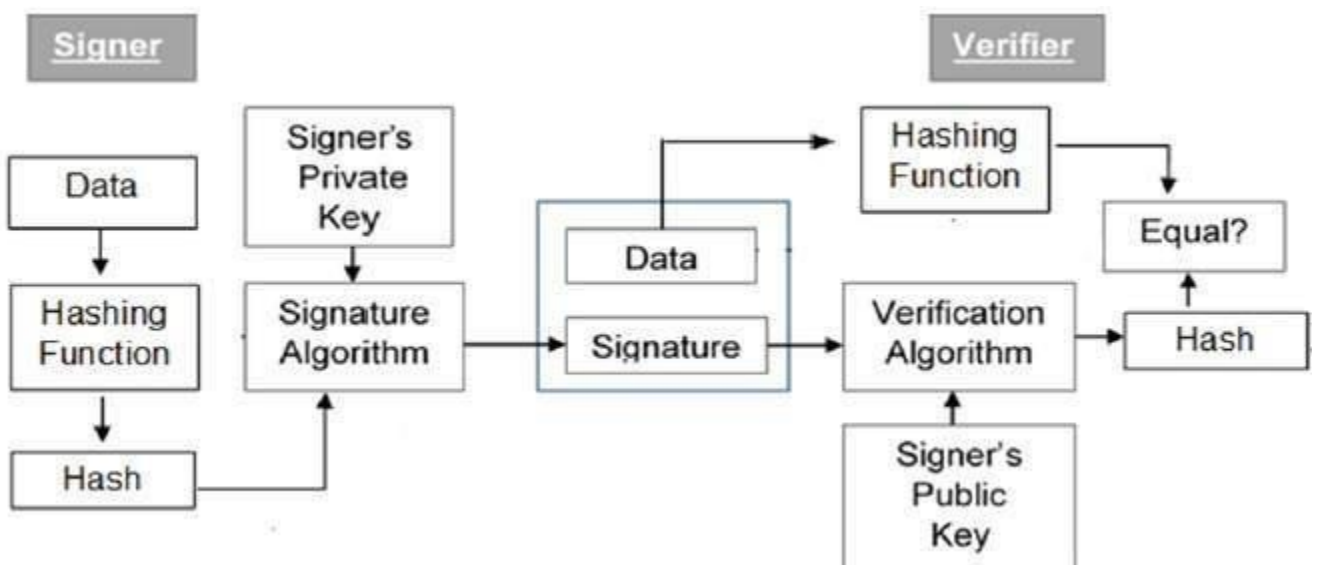 Signer
Verifier
Data
Hashing
Function
Hash
Signer's
Private
Key
Signature
Algorithm
Data
Signature
Hashing
Function
Verification
Algorithm
Signer's
Public
Key
Equal?
Hash